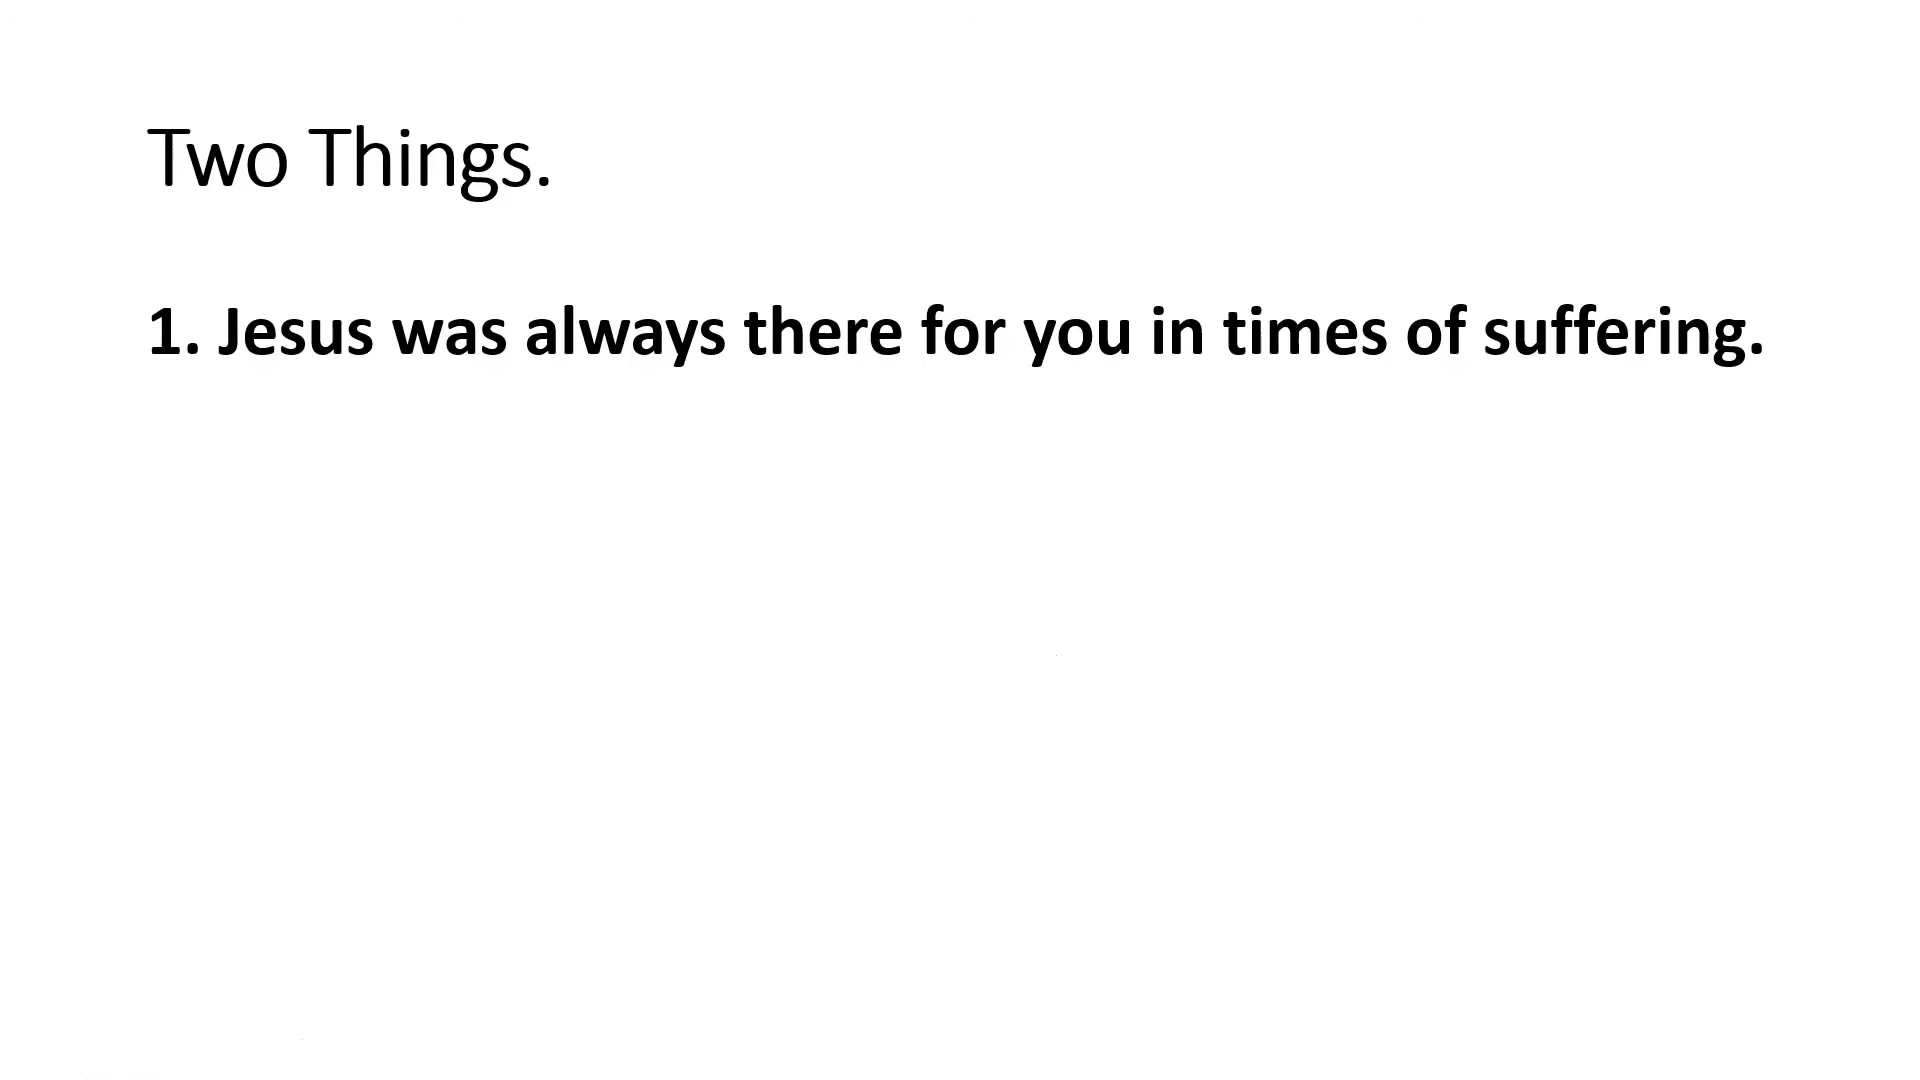 Two Things.
1. Jesus was always there for you in times of suffering.